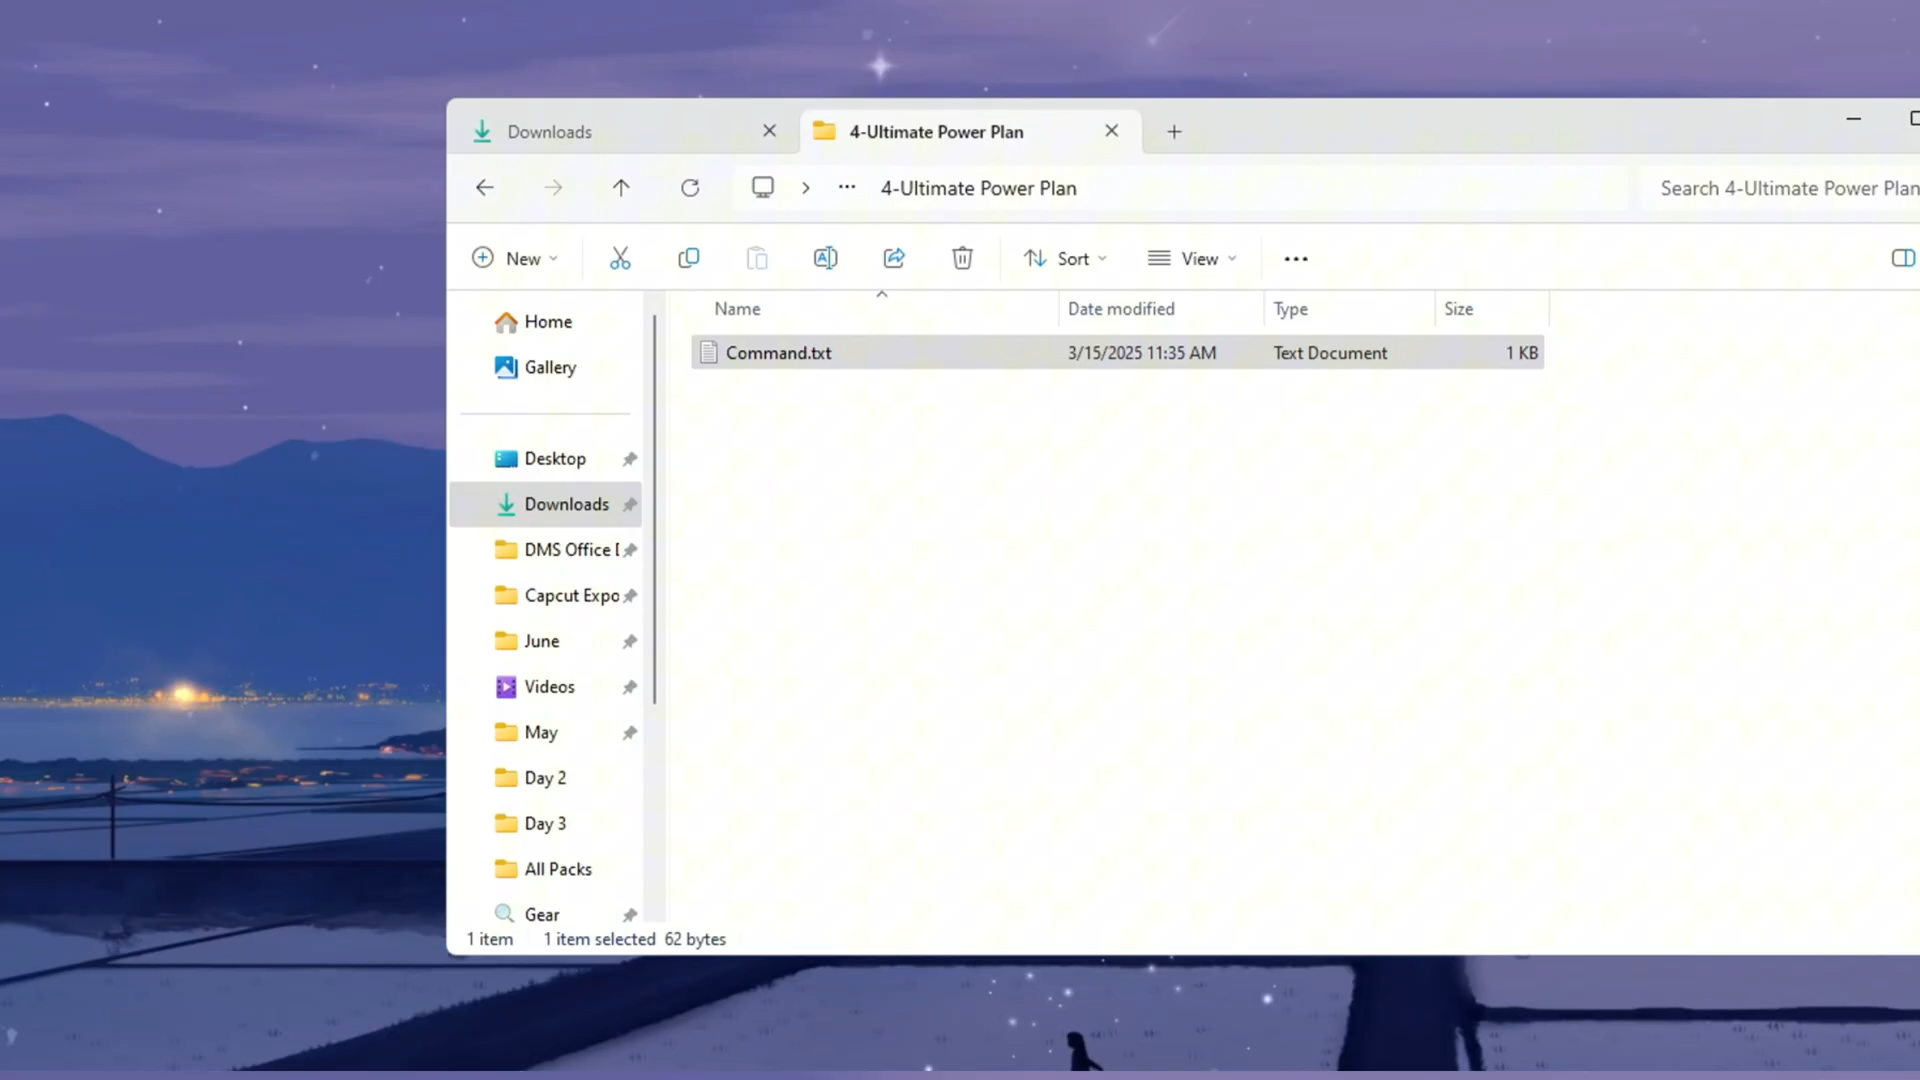 Downloads
4-Ultimate Power Plan
4-Ultimate Power Plan
Search 4-Ultimate Power Plan
New
Sort
View
Name
Date modified
Type
Size
Command.txt
3/15/2025 11:35 AM
Text Document
1 KB
Home
Gallery
Desktop
Downloads
DMS Office
Capcut Expo
June
Videos
May
Day 2
Day 3
All Packs
Gear
1 item
1 item selected 62 bytes